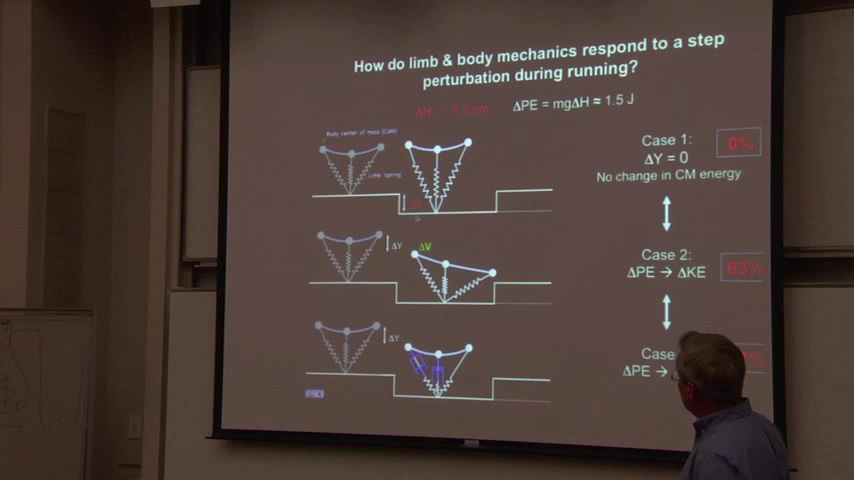 How do limb & body mechanics respond to a step
perturbation during running?
ΔH = 8.5 cm
ΔPE = mgΔH ≈ 1.5 J
Body center of mass (CoM)
Limb 'spring'
Case 1:
ΔY = 0
No change in CM energy
0%
ΔY
ΔV
Case 2:
ΔPE → ΔKE
63%
ΔY
Case
ΔPE →